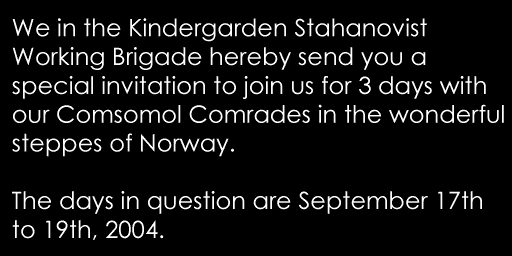 We in the Kindergarden Stahanovist
Working Brigade hereby send you a
special invitation to join us for 3 days with
our Comsomol Comrades in the wonderful
steppes of Norway.

The days in question are September 17th
to 19th, 2004.